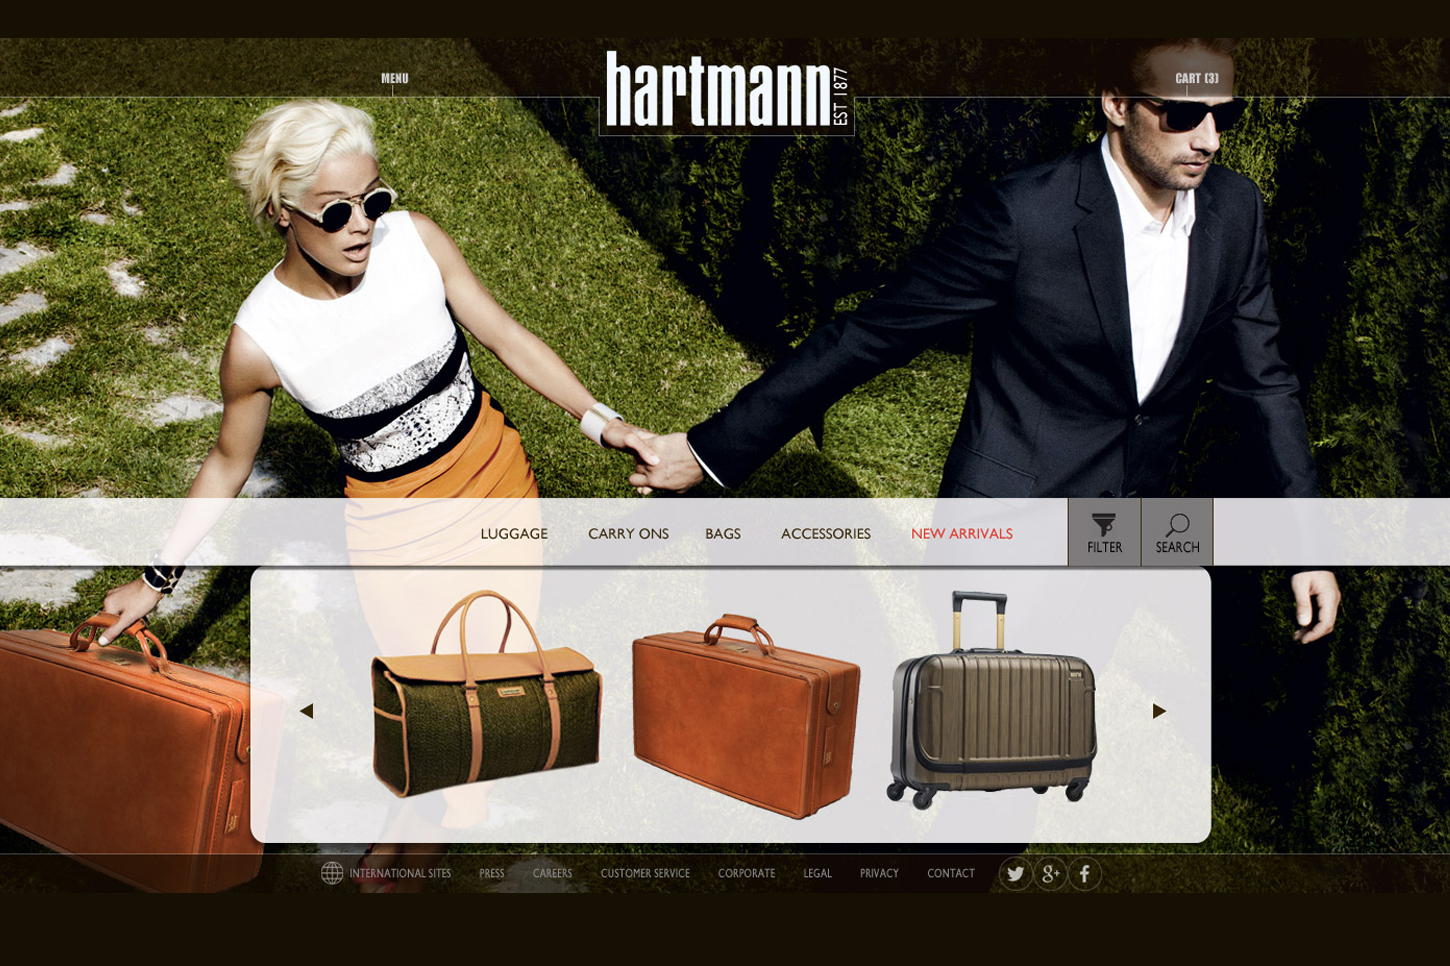 MENU
hartmann
EST 1877
CART (3)
LUGGAGE
CARRY ONS
BAGS
ACCESSORIES
NEW ARRIVALS
FILTER
SEARCH
INTERNATIONAL SITES
PRESS
CAREERS
CUSTOMER SERVICE
CORPORATE
LEGAL
PRIVACY
CONTACT